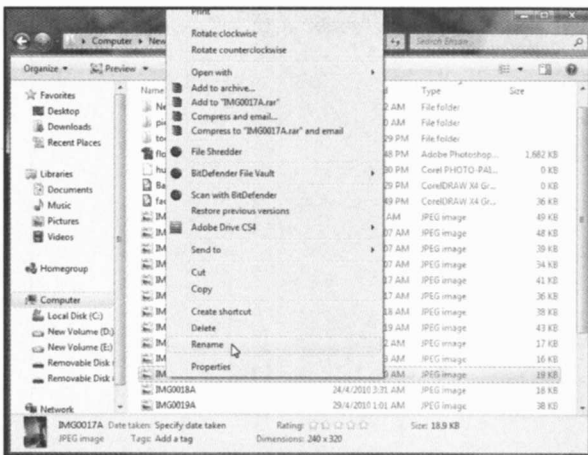 Print
Rotate clockwise
Computer ▸ New
Rotate counterclockwise
Organize
Preview
Open with
Type
Size
Favorites
Name
Add to archive...
File folder
Desktop
Add to "IMG0017A.rar"
File folder
Downloads
Compress and email...
File folder
Recent Places
Compress to "IMG0017A.rar" and email
Adobe Photoshop...
1,682 KB
File Shredder
Corel PHOTO-PAI...
0 KB
Libraries
BitDefender File Vault
CorelDRAW X4 Gr...
0 KB
Documents
Scan with BitDefender
CorelDRAW X4 Gr...
36 KB
Music
Restore previous versions
JPEG image
49 KB
Pictures
Adobe Drive CS4
JPEG image
48 KB
Videos
JPEG image
39 KB
Send to
JPEG image
34 KB
Homegroup
Cut
JPEG image
41 KB
Copy
JPEG image
36 KB
Computer
Create shortcut
JPEG image
38 KB
Local Disk (C:)
Delete
JPEG image
43 KB
New Volume (D:)
Rename
JPEG image
17 KB
New Volume (E:)
JPEG image
16 KB
Removable Disk
Properties
JPEG image
19 KB
Removable Disk
IMG0018A
24/4/2010 3:31 AM
JPEG image
18 KB
Network
IMG0019A
29/4/2010 1:01 AM
JPEG image
38 KB
IMG0017A Date taken: Specify date taken Rating: Size: 18.9 KB
JPEG image Tags: Add a tag Dimensions: 240 x 320